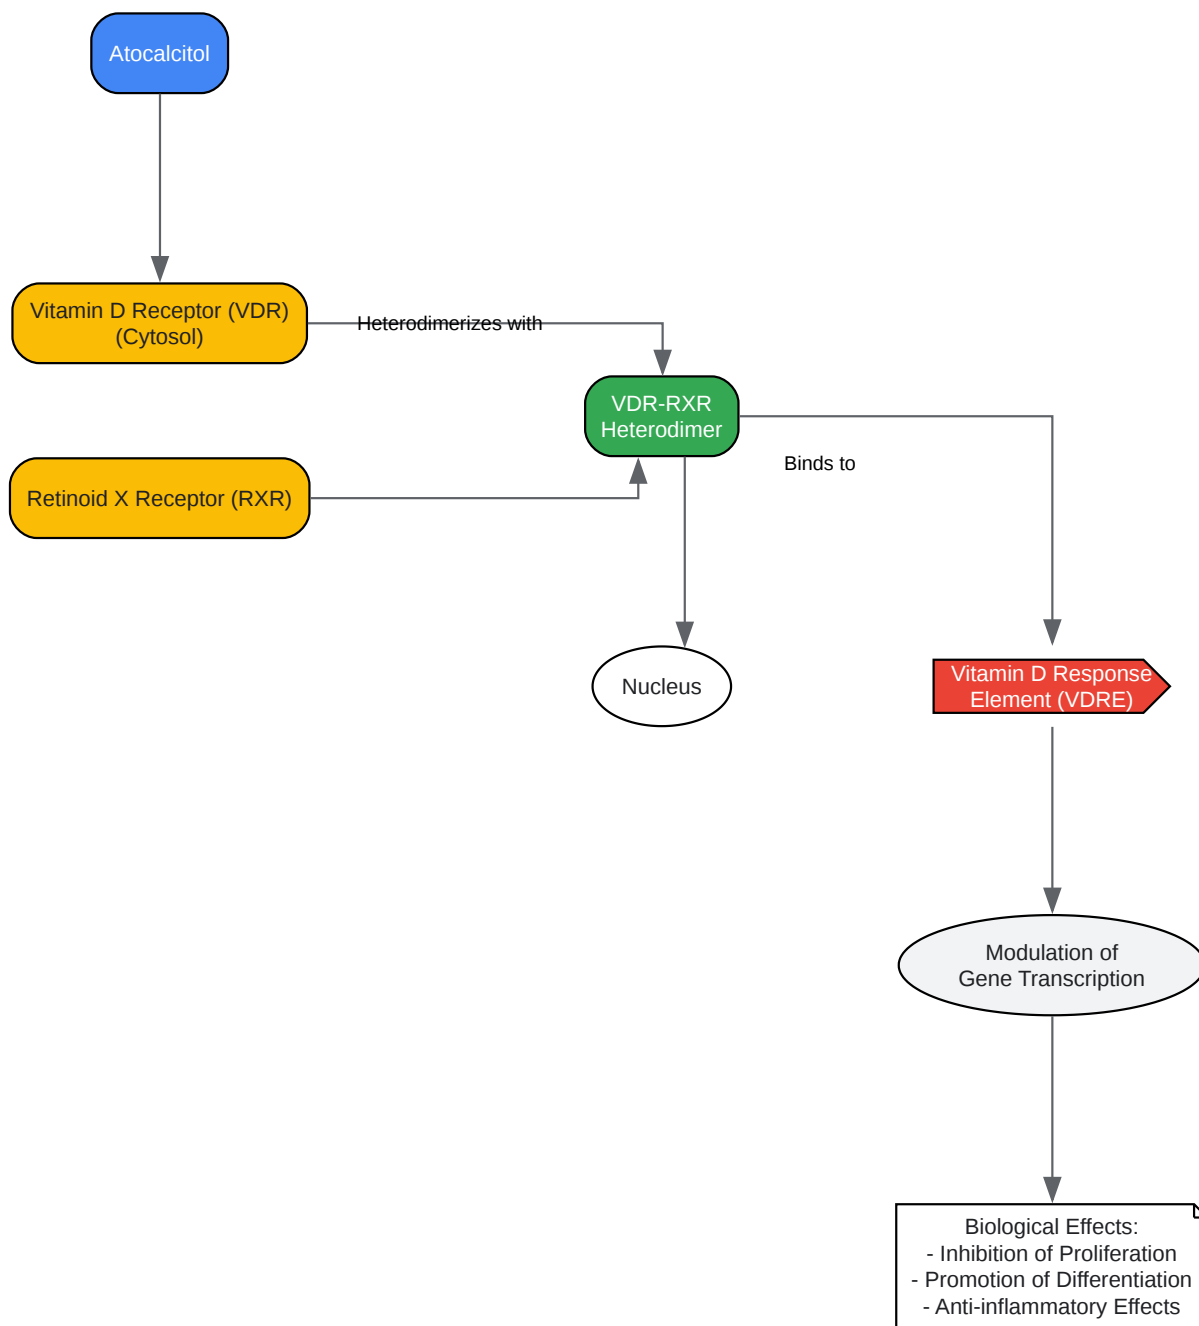 Atocalcitol
Vitamin D Receptor (VDR)
(Cytosol)
Heterodimerizes with
VDR-RXR
Heterodimer
Binds to
Retinoid X Receptor (RXR)
Nucleus
Vitamin D Response
Element (VDRE)
Modulation of
Gene Transcription
Biological Effects:
- Inhibition of Proliferation
- Promotion of Differentiation
- Anti-inflammatory Effects